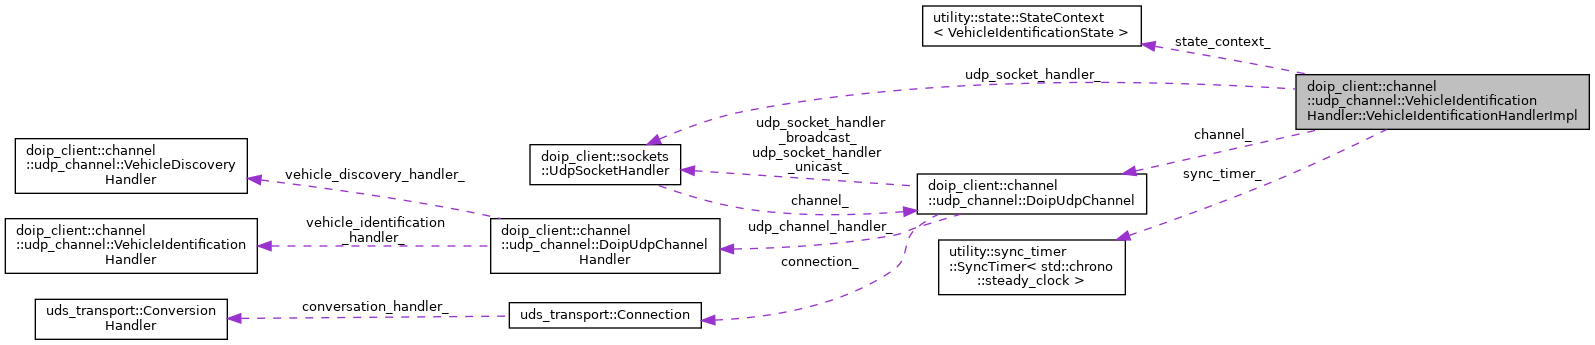 utility::state::StateContext
< VehicleIdentificationState >
state_context_
udp_socket_handler_
doip_client::channel
::udp_channel::VehicleIdentification
Handler::VehicleIdentificationHandlerImpl
channel_
sync_timer_
udp_socket_handler
_broadcast_
udp_socket_handler
_unicast_
doip_client::sockets
::UdpSocketHandler
channel_
doip_client::channel
::udp_channel::DoipUdpChannel
doip_client::channel
::udp_channel::VehicleDiscovery
Handler
vehicle_discovery_handler_
vehicle_identification
_handler_
doip_client::channel
::udp_channel::VehicleIdentification
Handler
doip_client::channel
::udp_channel::DoipUdpChannel
Handler
udp_channel_handler_
connection_
utility::sync_timer
::SyncTimer< std::chrono
::steady_clock >
uds_transport::Conversion
Handler
conversation_handler_
uds_transport::Connection